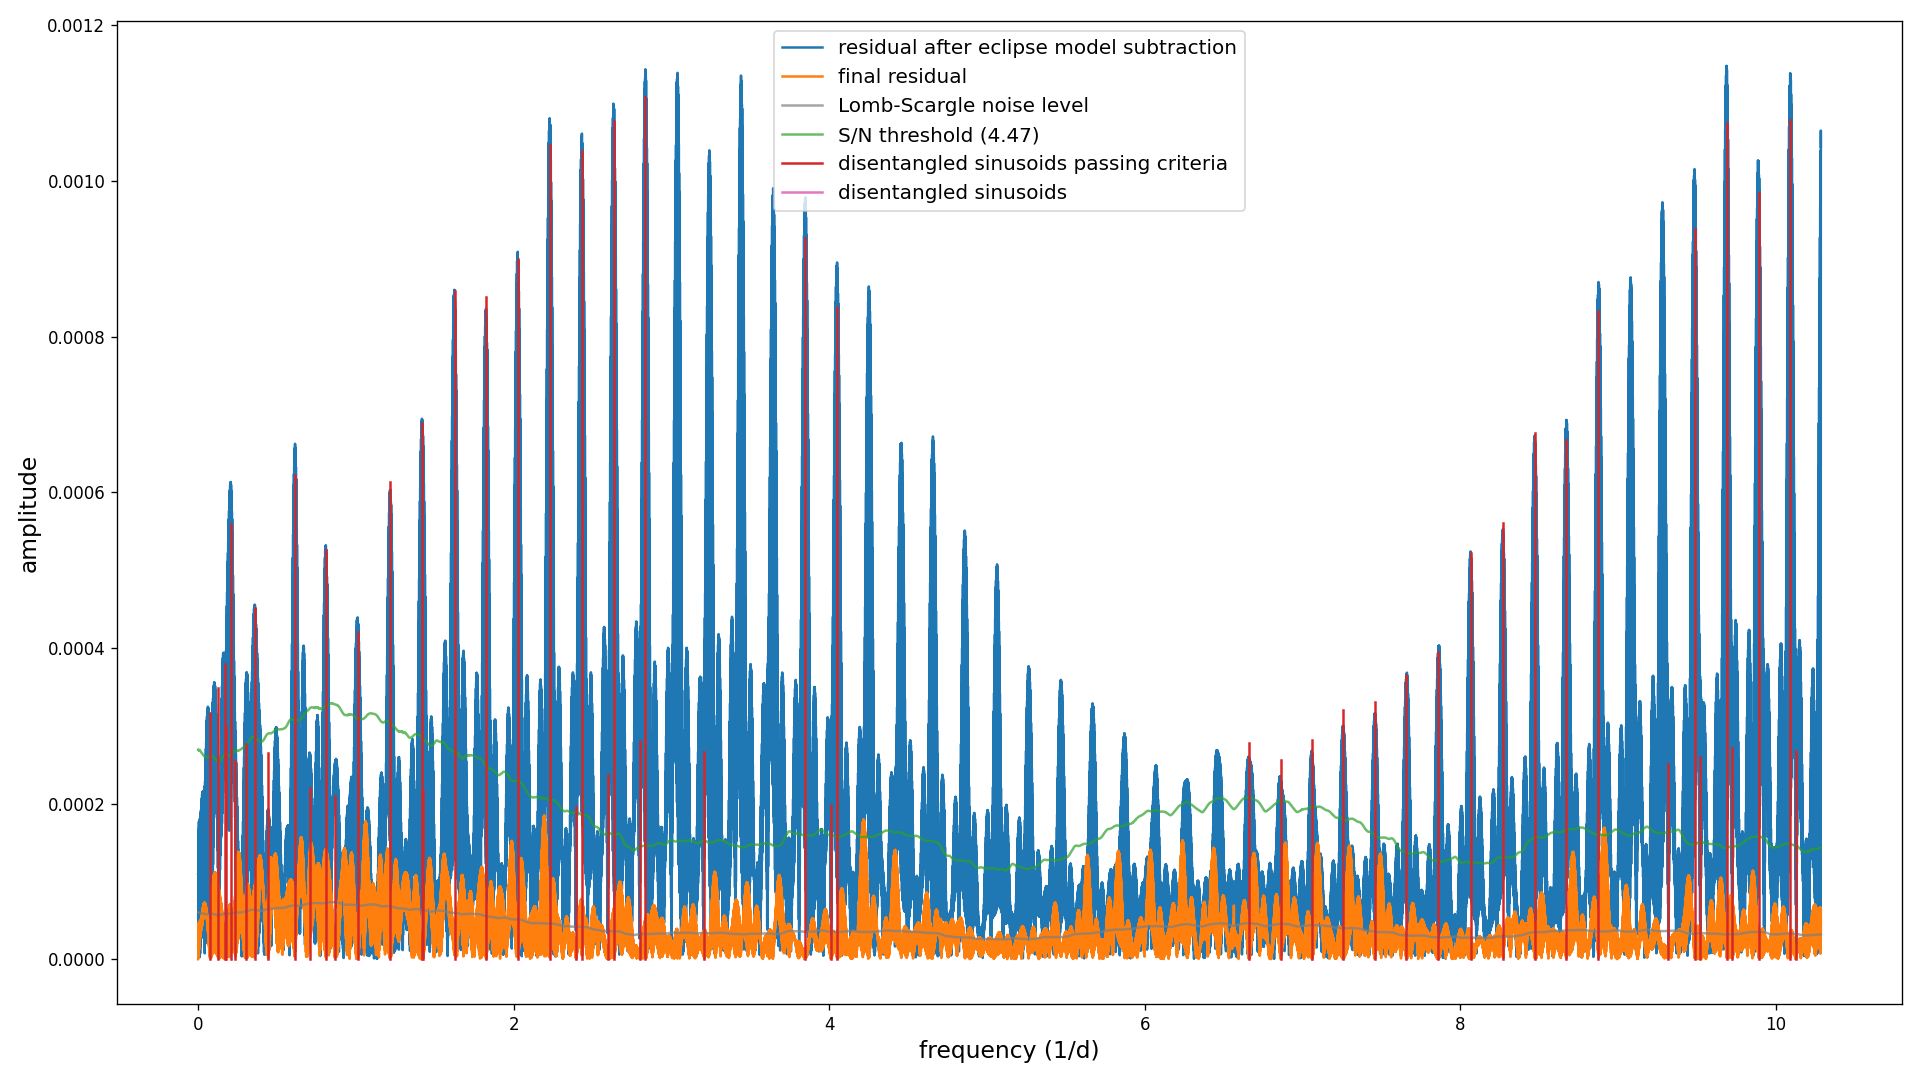 0.0012
0.0010
0.0008
0.0006
0.0004
0.0002
0.0000
amplitude
residual after eclipse model subtraction
final residual
Lomb-Scargle noise level
S/N threshold (4.47)
disentangled sinusoids passing criteria
disentangled sinusoids
0 2 4 6 8 10
frequency (1/d)